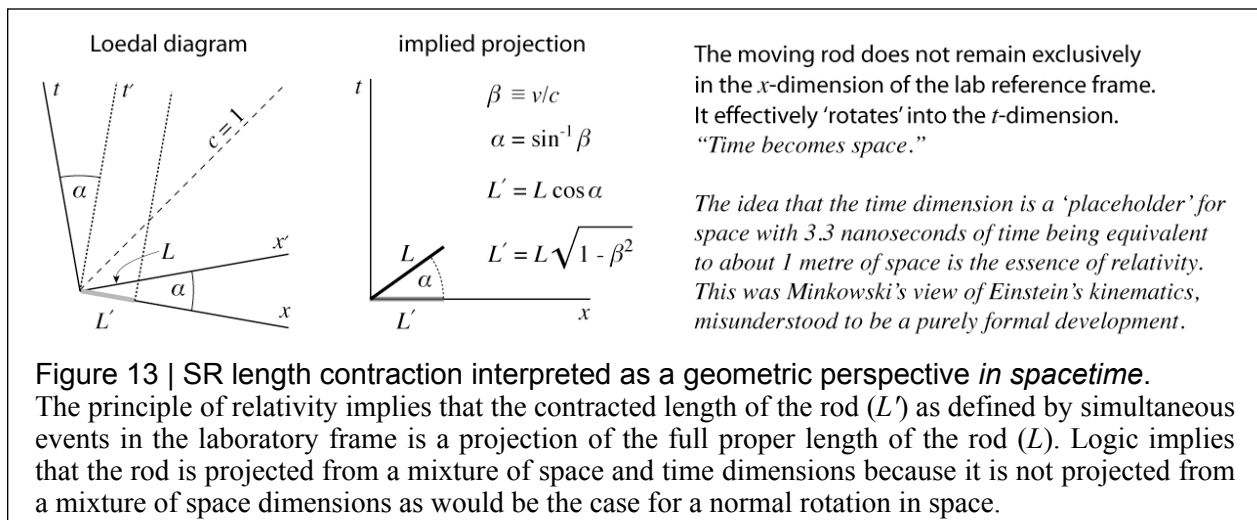 Loedal diagram
t
t′
c = 1
α
L
x′
α
x
L′
implied projection
t
β ≡ v/c
α = sin⁻¹ β
L′ = L cos α
L′ = L√1 - β²
L
α
L′
x
The moving rod does not remain exclusively
in the x-dimension of the lab reference frame.
It effectively ‘rotates’ into the t-dimension.
“Time becomes space.”
The idea that the time dimension is a ‘placeholder’ for
space with 3.3 nanoseconds of time being equivalent
to about 1 metre of space is the essence of relativity.
This was Minkowski’s view of Einstein’s kinematics,
misunderstood to be a purely formal development.
Figure 13 | SR length contraction interpreted as a geometric perspective in spacetime.
The principle of relativity implies that the contracted length of the rod (L′) as defined by simultaneous
events in the laboratory frame is a projection of the full proper length of the rod (L). Logic implies
that the rod is projected from a mixture of space and time dimensions because it is not projected from
a mixture of space dimensions as would be the case for a normal rotation in space.